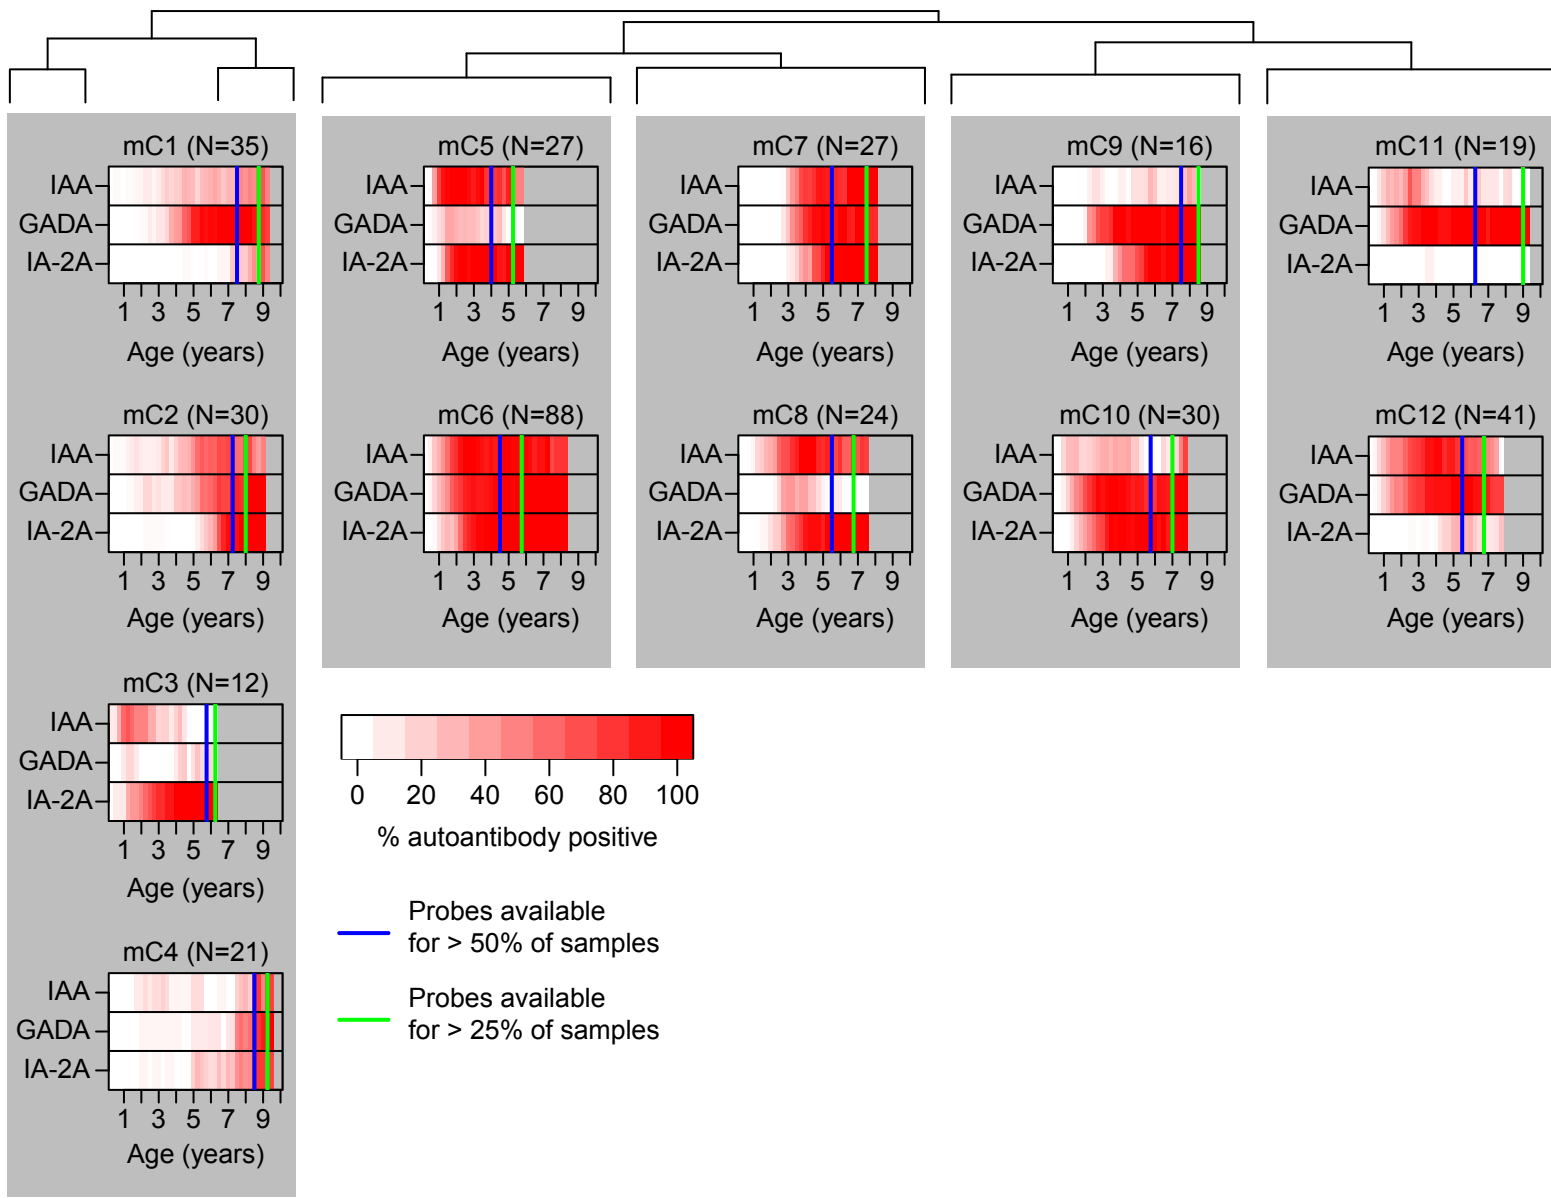 mC1 (N=35)
IAA
GADA
IA-2A
1 3 5 7 9
Age (years)
mC2 (N=30)
IAA
GADA
IA-2A
1 3 5 7 9
Age (years)
mC3 (N=12)
IAA
GADA
IA-2A
1 3 5 7 9
Age (years)
mC4 (N=21)
IAA
GADA
IA-2A
1 3 5 7 9
Age (years)
mC5 (N=27)
IAA
GADA
IA-2A
1 3 5 7 9
Age (years)
mC6 (N=88)
IAA
GADA
IA-2A
1 3 5 7 9
Age (years)
mC7 (N=27)
IAA
GADA
IA-2A
1 3 5 7 9
Age (years)
mC8 (N=24)
IAA
GADA
IA-2A
1 3 5 7 9
Age (years)
mC9 (N=16)
IAA
GADA
IA-2A
1 3 5 7 9
Age (years)
mC10 (N=30)
IAA
GADA
IA-2A
1 3 5 7 9
Age (years)
mC11 (N=19)
IAA
GADA
IA-2A
1 3 5 7 9
Age (years)
mC12 (N=41)
IAA
GADA
IA-2A
1 3 5 7 9
Age (years)
0 20 40 60 80 100
% autoantibody positive
Probes available
for > 50% of samples
Probes available
for > 25% of samples